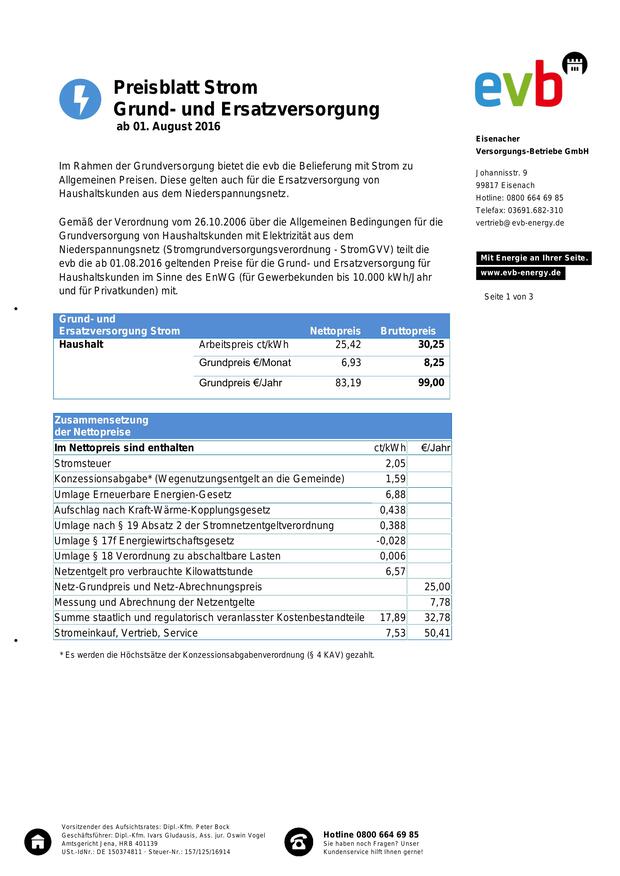 evb
Preisblatt Strom
Grund- und Ersatzversorgung
ab 01. August 2016
Eisenacher
Versorgungs-Betriebe GmbH
Johannisstr. 9
99817 Eisenach
Hotline: 0800 664 69 85
Telefax: 03691.682-310
vertrieb@evb-energy.de
Mit Energie an Ihrer Seite.
www.evb-energy.de
Seite 1 von 3
Im Rahmen der Grundversorgung bietet die evb die Belieferung mit Strom zu
Allgemeinen Preisen. Diese gelten auch für die Ersatzversorgung von
Haushaltskunden aus dem Niederspannungsnetz.
Gemäß der Verordnung vom 26.10.2006 über die Allgemeinen Bedingungen für die
Grundversorgung von Haushaltskunden mit Elektrizität aus dem
Niederspannungsnetz (Stromgrundversorgungsverordnung - StromGVV) teilt die
evb die ab 01.08.2016 geltenden Preise für die Grund- und Ersatzversorgung für
Haushaltskunden im Sinne des EnWG (für Gewerbekunden bis 10.000 kWh/Jahr
und für Privatkunden) mit.
Grund- und
Ersatzversorgung Strom Nettopreis Bruttopreis
Haushalt Arbeitspreis ct/kWh 25,42 30,25
Grundpreis €/Monat 6,93 8,25
Grundpreis €/Jahr 83,19 99,00
Zusammensetzung
der Nettopreise
Im Nettopreis sind enthalten ct/kWh €/Jahr
Stromsteuer 2,05
Konzessionsabgabe* (Wegenutzungsentgelt an die Gemeinde) 1,59
Umlage Erneuerbare Energien-Gesetz 6,88
Aufschlag nach Kraft-Wärme-Kopplungsgesetz 0,438
Umlage nach § 19 Absatz 2 der Stromnetzentgeltverordnung 0,388
Umlage § 17f Energiewirtschaftsgesetz -0,028
Umlage § 18 Verordnung zu abschaltbare Lasten 0,006
Netzentgelt pro verbrauchte Kilowattstunde 6,57
Netz-Grundpreis und Netz-Abrechnungspreis 25,00
Messung und Abrechnung der Netzentgelte 7,78
Summe staatlich und regulatorisch veranlasster Kostenbestandteile 17,89 32,78
Stromeinkauf, Vertrieb, Service 7,53 50,41
* Es werden die Höchstsätze der Konzessionsabgabenverordnung (§ 4 KAV) gezahlt.
Vorsitzender des Aufsichtsrates: Dipl.-Kfm. Peter Bock
Geschäftsführer: Dipl.-Kfm. Ivars Gludausis, Ass. jur. Oswin Vogel
Amtsgericht Jena, HRB 401139
USt.-IdNr.: DE 150374811 · Steuer-Nr.: 157/125/16914
Hotline 0800 664 69 85
Sie haben noch Fragen? Unser
Kundenservice hilft Ihnen gerne!